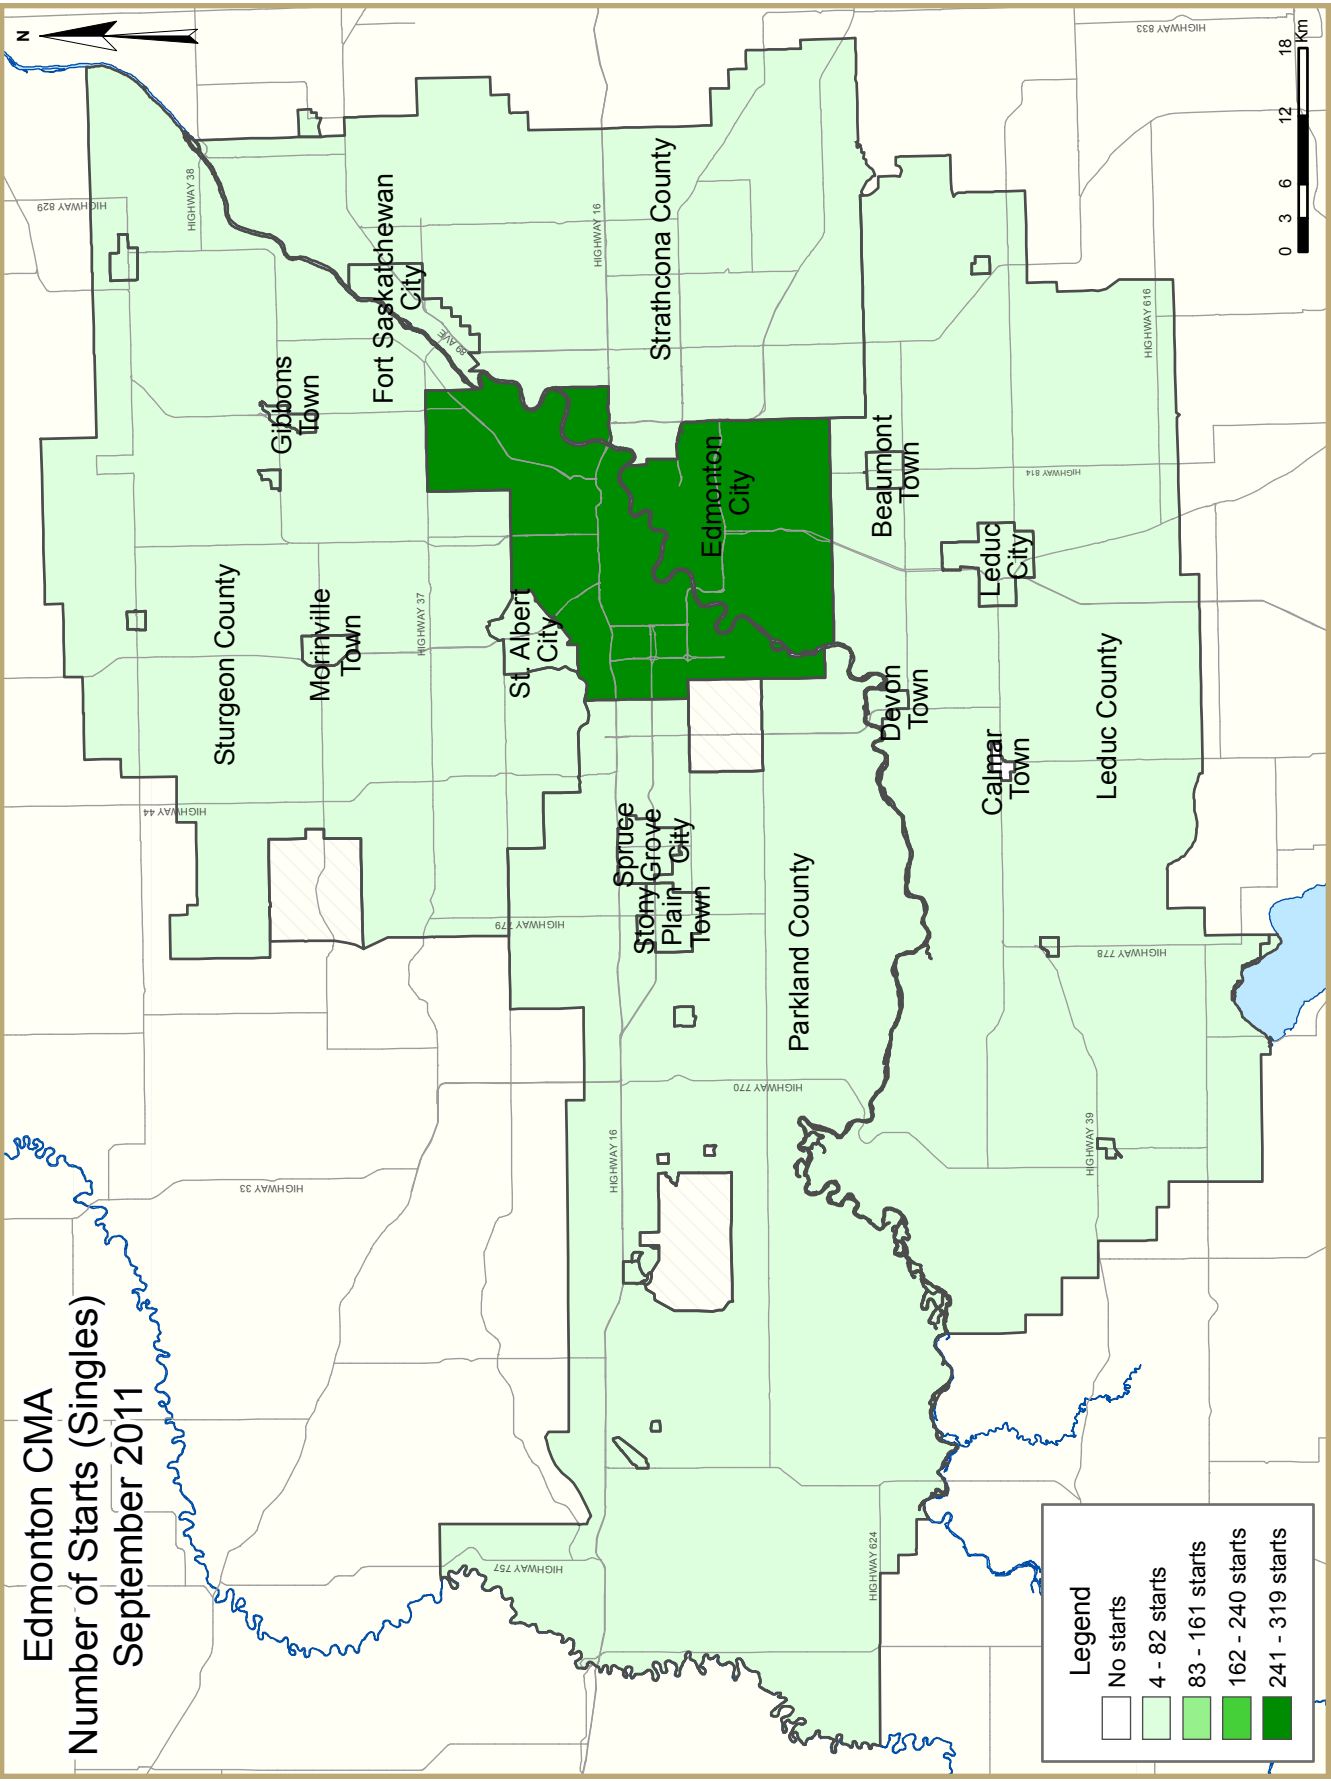 Edmonton CMA
Number of Starts (Singles)
September 2011
N
HIGHWAY 829
HIGHWAY 38
HIGHWAY 833
HIGHWAY 44
Sturgeon County
Gibbons
Town
Morinville
Town
Fort Saskatchewan
City
89 AVE
HIGHWAY 37
HIGHWAY 33
HIGHWAY 779
St. Albert
City
HIGHWAY 16
Strathcona County
HIGHWAY 757
HIGHWAY 16
Spruce
Grove
City
Stony
Plain
Town
Edmonton
City
HIGHWAY 770
Parkland County
HIGHWAY 624
Beaumont
Town
Devon
Town
Leduc
City
HIGHWAY 814
Calmar
Town
Leduc County
HIGHWAY 778
HIGHWAY 39
HIGHWAY 616
Legend
No starts
4 - 82 starts
83 - 161 starts
162 - 240 starts
241 - 319 starts
0 3 6 12 18
Km